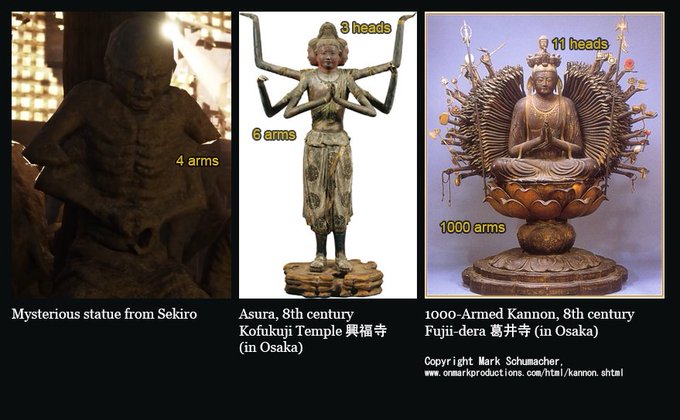 4 arms
Mysterious statue from Sekiro
3 heads
6 arms
Asura, 8th century
Kofukuji Temple 興福寺
(in Osaka)
11 heads
1000 arms
1000-Armed Kannon, 8th century
Fujii-dera 葛井寺 (in Osaka)
Copyright Mark Schumacher,
www.onmarkproductions.com/html/kannon.shtml